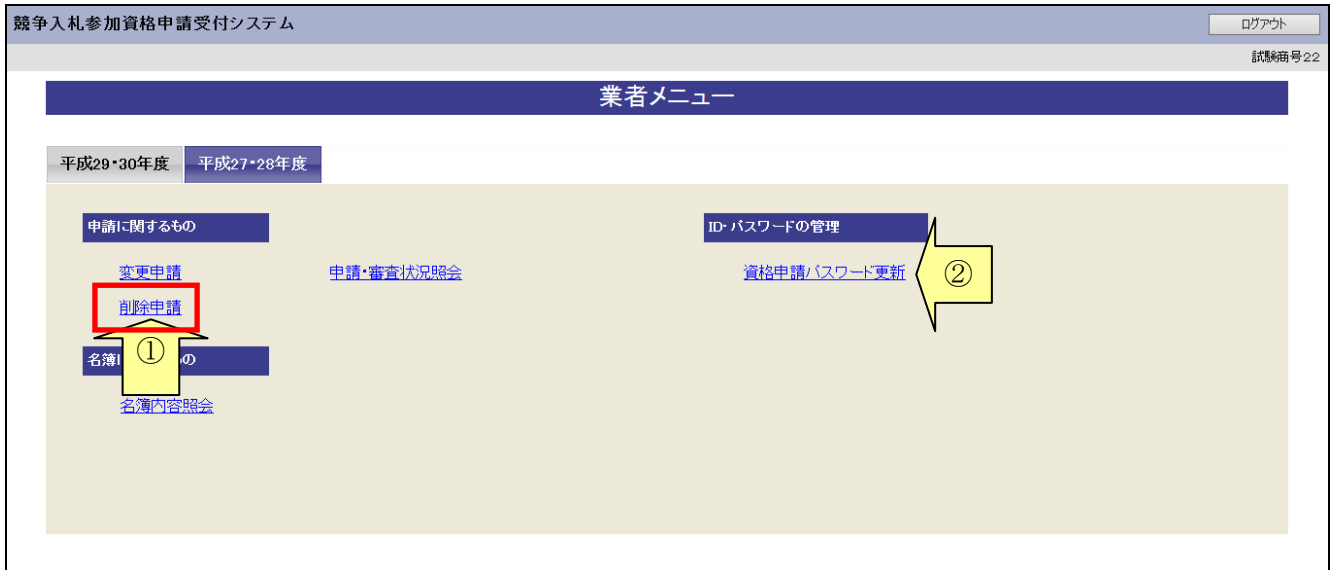 競争入札参加資格申請受付システム
ログアウト
試験商号22
業者メニュー
平成29・30年度
平成27・28年度
申請に関するもの
ID・パスワードの管理
変更申請
申請・審査状況照会
資格申請パスワード更新
②
削除申請
①
名簿
の
名簿内容照会